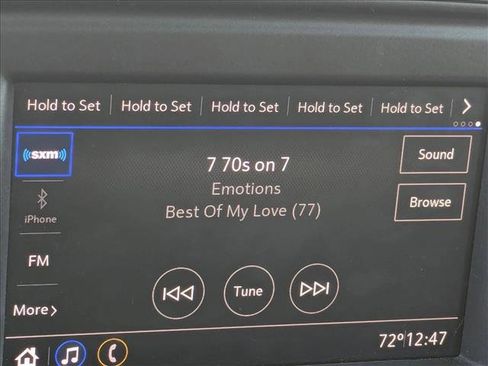 Hold to Set Hold to Set Hold to Set Hold to Set Hold to Set
sxm
7 70s on 7
Sound
Emotions
Best Of My Love (77)
Browse
iPhone
FM
Tune
More
72° 12:47